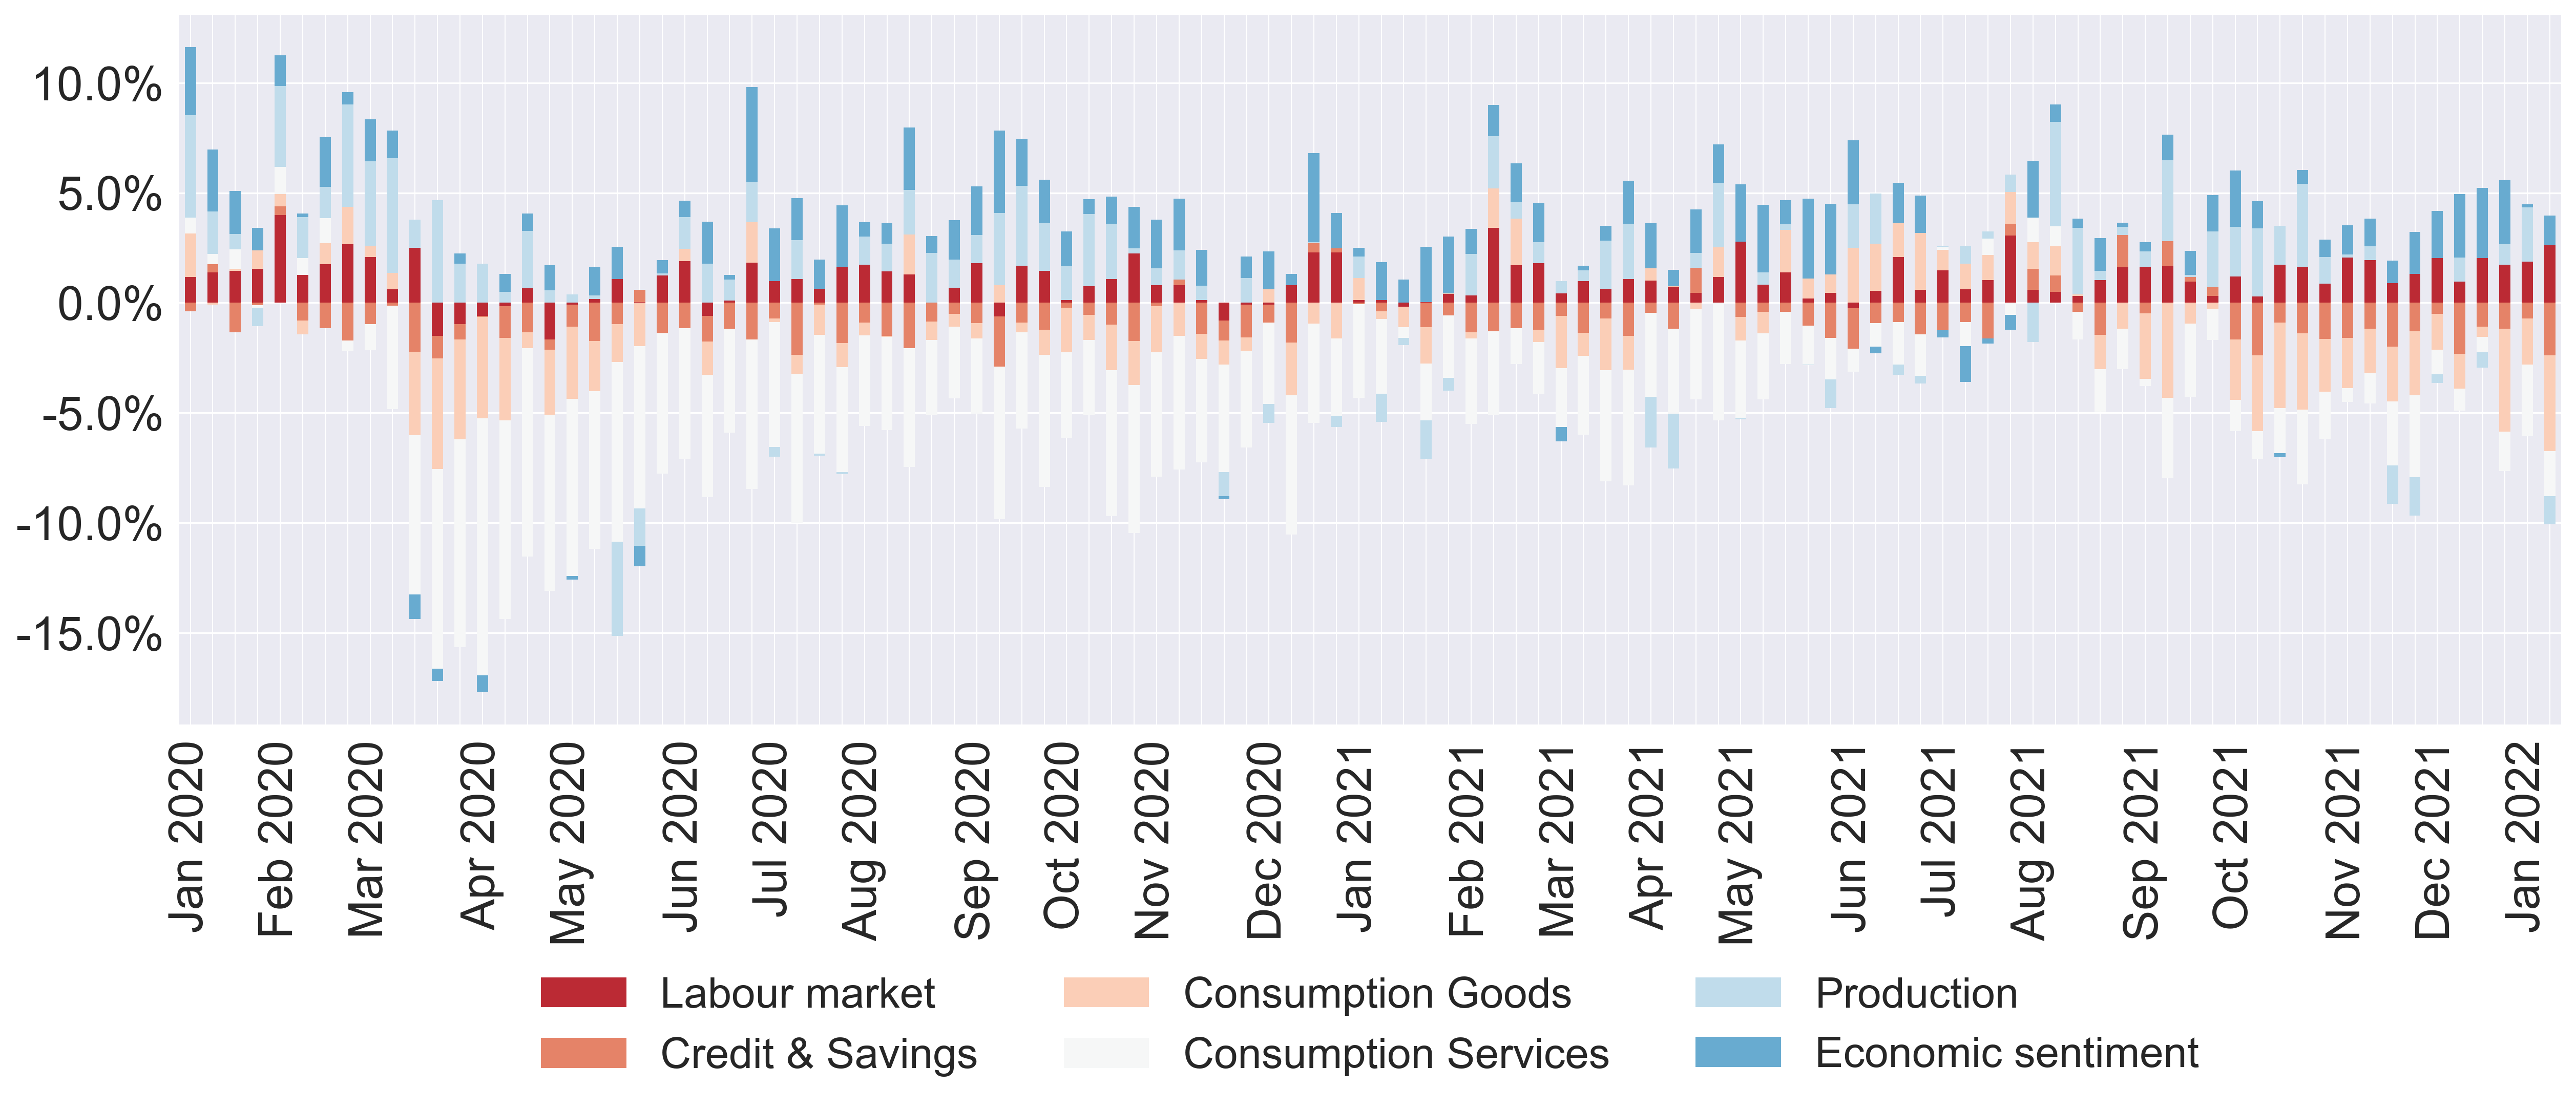 10.0%
5.0%
0.0%
-5.0%
-10.0%
-15.0%
Jan 2020
Feb 2020
Mar 2020
Apr 2020
May 2020
Jun 2020
Jul 2020
Aug 2020
Sep 2020
Oct 2020
Nov 2020
Dec 2020
Jan 2021
Feb 2021
Mar 2021
Apr 2021
May 2021
Jun 2021
Jul 2021
Aug 2021
Sep 2021
Oct 2021
Nov 2021
Dec 2021
Jan 2022
Labour market
Consumption Goods
Production
Credit & Savings
Consumption Services
Economic sentiment